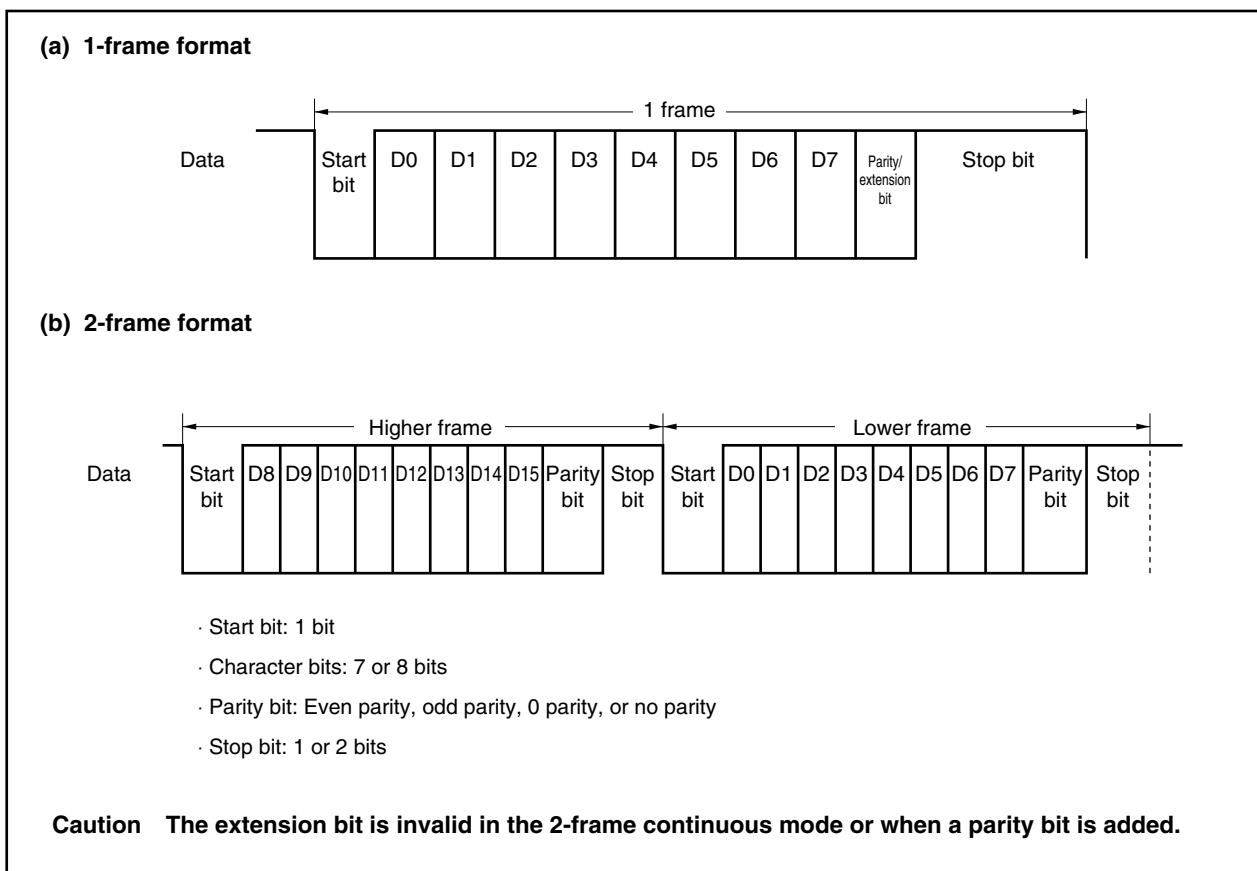 (a) 1-frame format
1 frame
Data Start bit D0 D1 D2 D3 D4 D5 D6 D7 Parity/ extension bit Stop bit
(b) 2-frame format
Higher frame Lower frame
Data Start bit D8 D9 D10 D11 D12 D13 D14 D15 Parity bit Stop bit Start bit D0 D1 D2 D3 D4 D5 D6 D7 Parity bit Stop bit
· Start bit: 1 bit
· Character bits: 7 or 8 bits
· Parity bit: Even parity, odd parity, 0 parity, or no parity
· Stop bit: 1 or 2 bits
Caution The extension bit is invalid in the 2-frame continuous mode or when a parity bit is added.